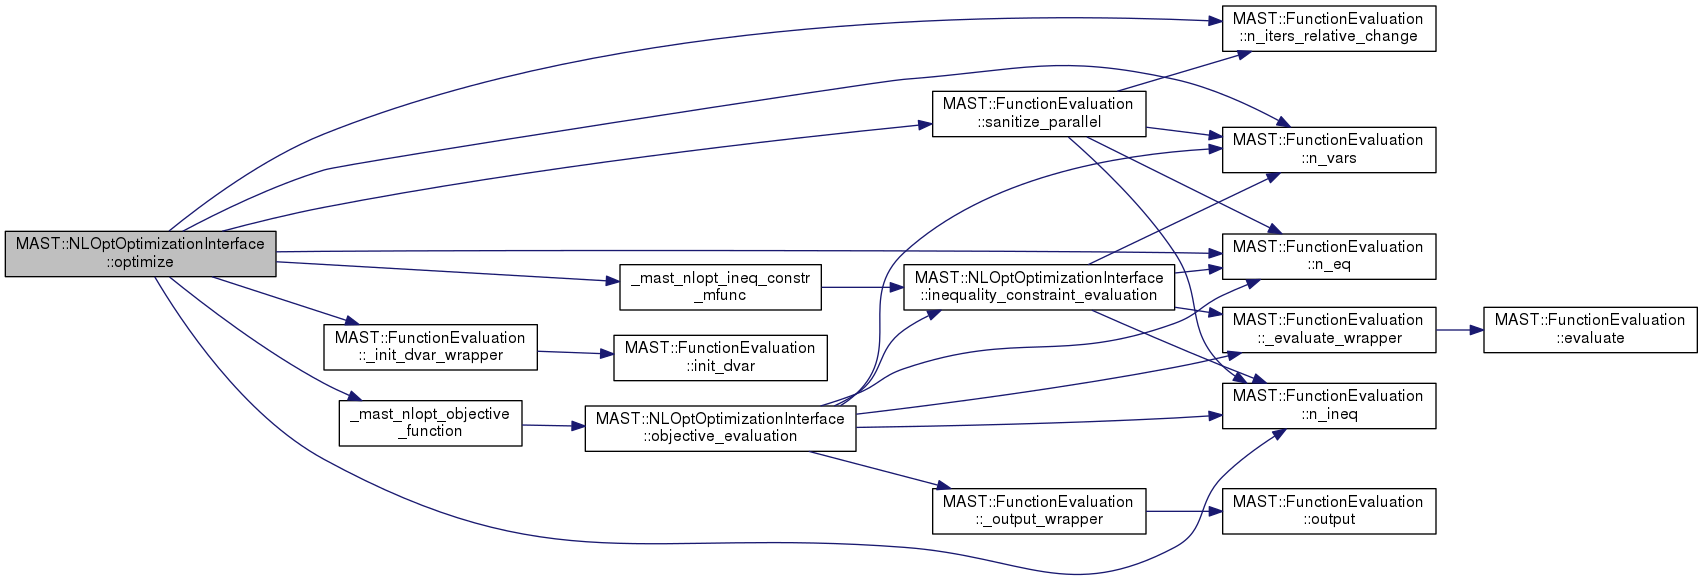 MAST::NLOptOptimizationInterface
::optimize
MAST::FunctionEvaluation
::n_iters_relative_change
MAST::FunctionEvaluation
::sanitize_parallel
MAST::FunctionEvaluation
::n_vars
MAST::FunctionEvaluation
::n_eq
_mast_nlopt_ineq_constr
_mfunc
MAST::NLOptOptimizationInterface
::inequality_constraint_evaluation
MAST::FunctionEvaluation
::_evaluate_wrapper
MAST::FunctionEvaluation
::evaluate
MAST::FunctionEvaluation
::_init_dvar_wrapper
MAST::FunctionEvaluation
::init_dvar
MAST::FunctionEvaluation
::n_ineq
_mast_nlopt_objective
_function
MAST::NLOptOptimizationInterface
::objective_evaluation
MAST::FunctionEvaluation
::_output_wrapper
MAST::FunctionEvaluation
::output